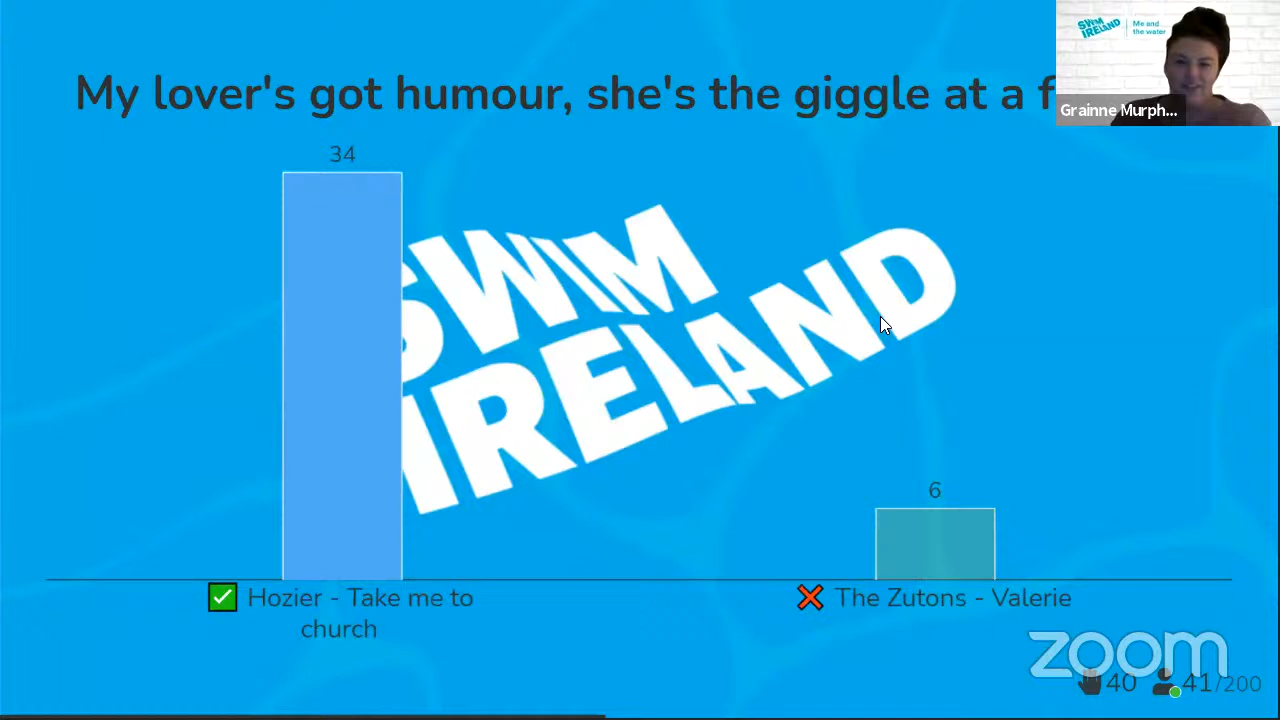 SWIM
IRELAND
Me and
the water
My lover's got humour, she's the giggle at a f
Grainne Murph...
34
SWIM
IRELAND
6
Hozier - Take me to
church
The Zutons - Valerie
zoom
40
41/200